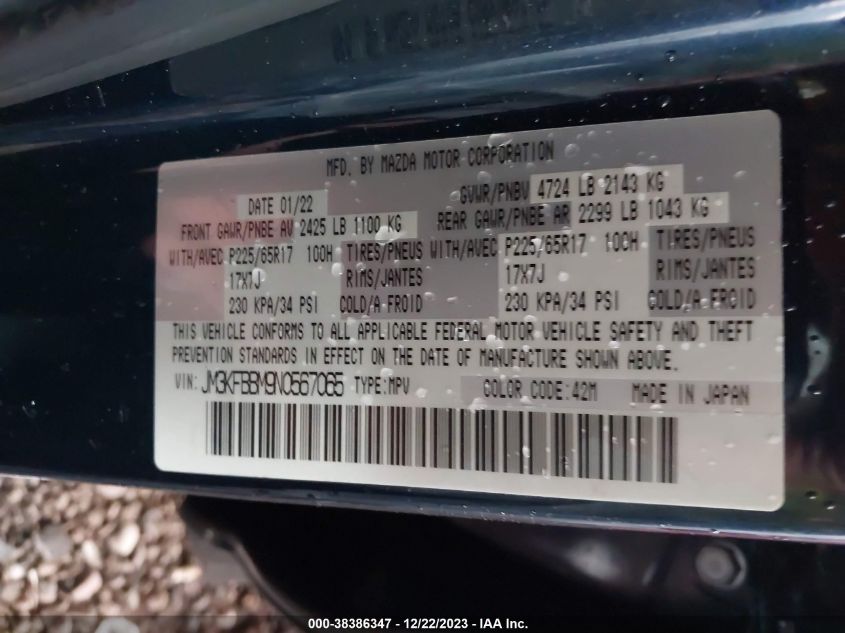 MFD. BY MAZDA MOTOR CORPORATION
DATE 01/22 GVWR/PNBV 4724 LB 2143 KG
FRONT GAWR/PNBE AV 2425 LB 1100 KG REAR GAWR/PNBE AR 2299 LB 1043 KG
WITH/AVEC P225/65R17 100H TIRES/PNEUS WITH/AVEC P225/65R17 100H TIRES/PNEUS
17X7J RIMS/JANTES 17X7J RIMS/JANTES
230 KPA/34 PSI COLD/A FROID 230 KPA/34 PSI COLD/A FROID
THIS VEHICLE CONFORMS TO ALL APPLICABLE FEDERAL MOTOR VEHICLE SAFETY AND THEFT
PREVENTION STANDARDS IN EFFECT ON THE DATE OF MANUFACTURE SHOWN ABOVE.
VIN: JM3KFBBM9N0567065 TYPE:MPV COLOR CODE:42M MADE IN JAPAN
000-38386347 - 12/22/2023 - IAA Inc.